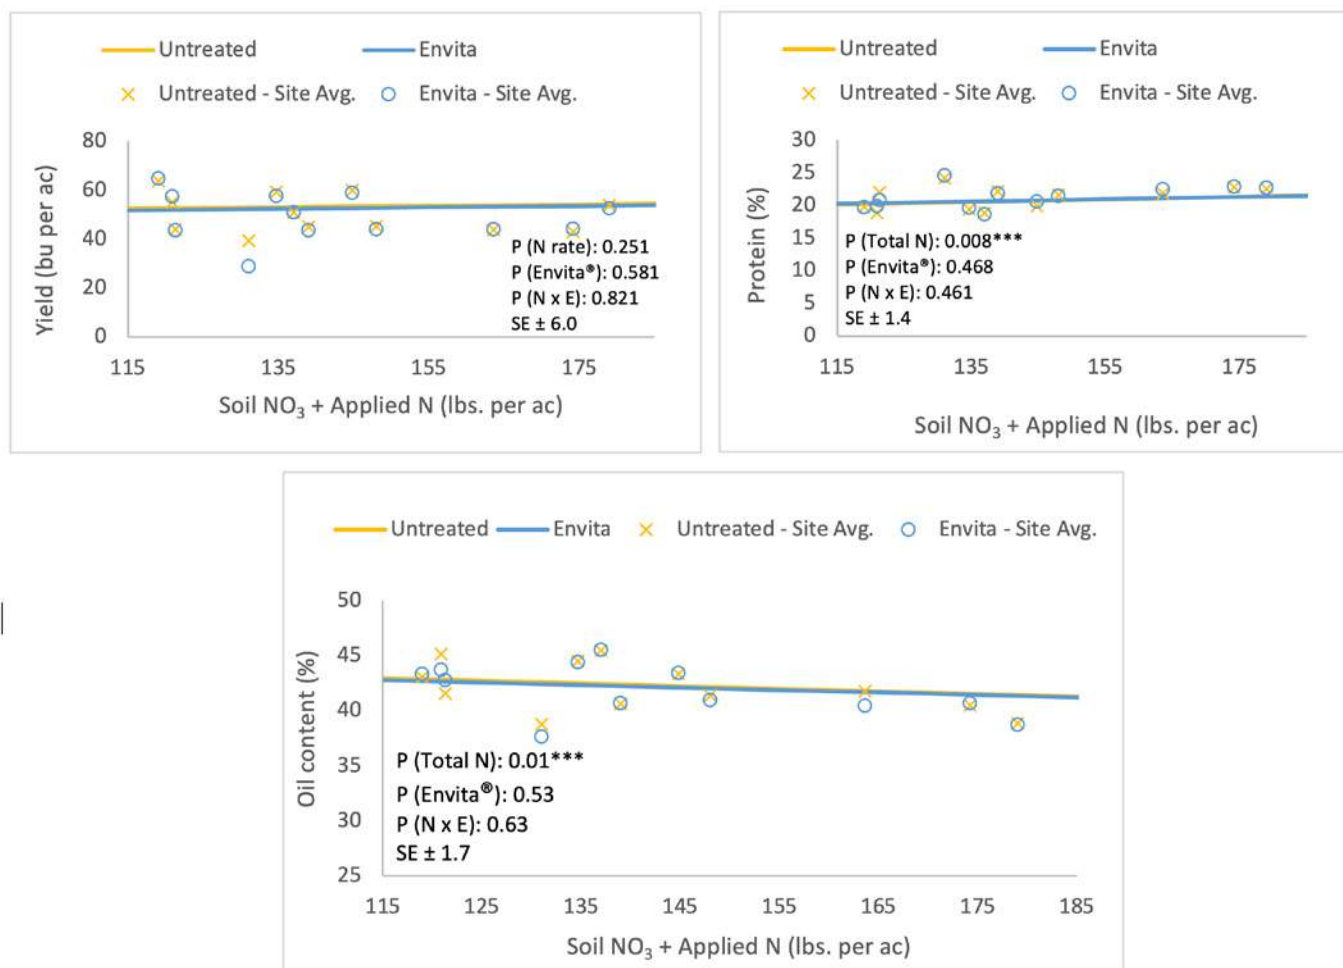 Untreated Envita
Untreated - Site Avg. Envita - Site Avg.
80
60
40
20
0
Yield (bu per ac)
P (N rate): 0.251
P (Envita®): 0.581
P (N x E): 0.821
SE ± 6.0
115 135 155 175
Soil NO₃ + Applied N (lbs. per ac)
Untreated Envita
Untreated - Site Avg. Envita - Site Avg.
30
25
20
15
10
5
0
Protein (%)
P (Total N): 0.008***
P (Envita®): 0.468
P (N x E): 0.461
SE ± 1.4
115 135 155 175
Soil NO₃ + Applied N (lbs. per ac)
Untreated Envita Untreated - Site Avg. Envita - Site Avg.
50
45
40
35
30
25
Oil content (%)
P (Total N): 0.01***
P (Envita®): 0.53
P (N x E): 0.63
SE ± 1.7
115 125 135 145 155 165 175 185
Soil NO₃ + Applied N (lbs. per ac)